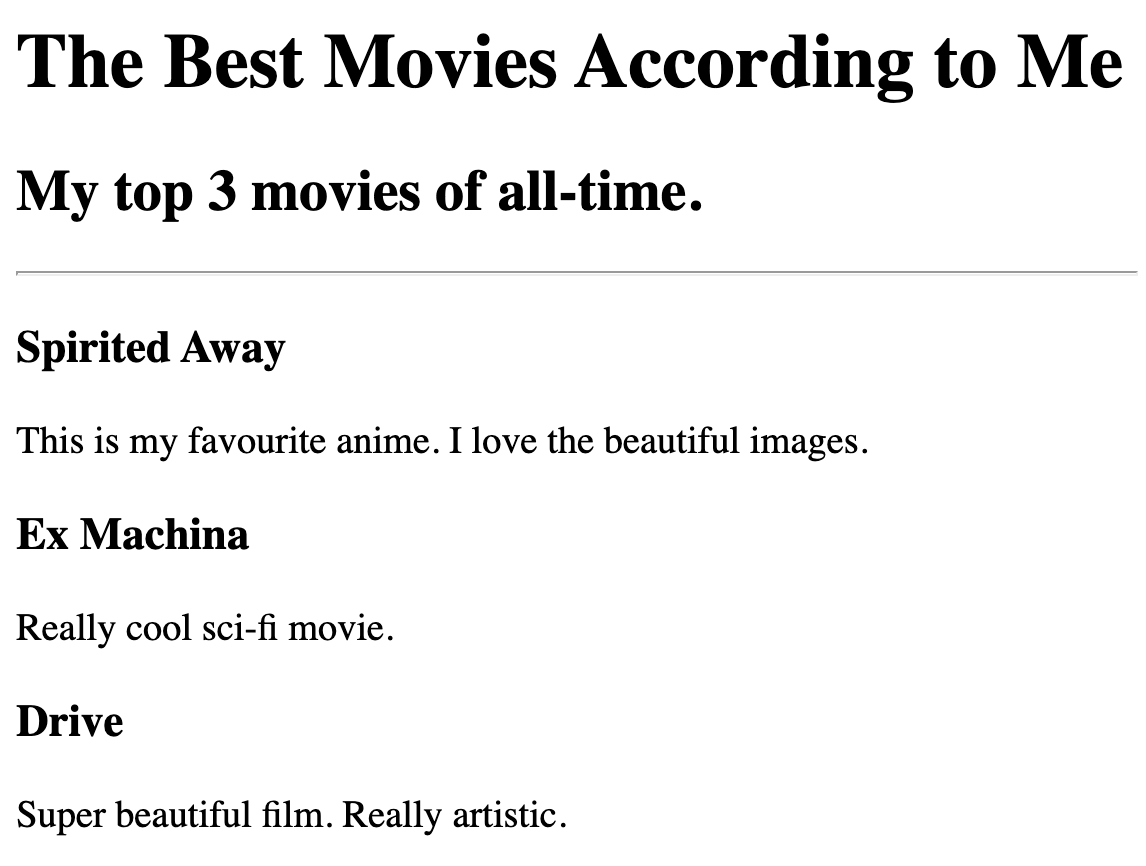 The Best Movies According to Me
My top 3 movies of all-time.
Spirited Away
This is my favourite anime. I love the beautiful images.
Ex Machina
Really cool sci-fi movie.
Drive
Super beautiful film. Really artistic.